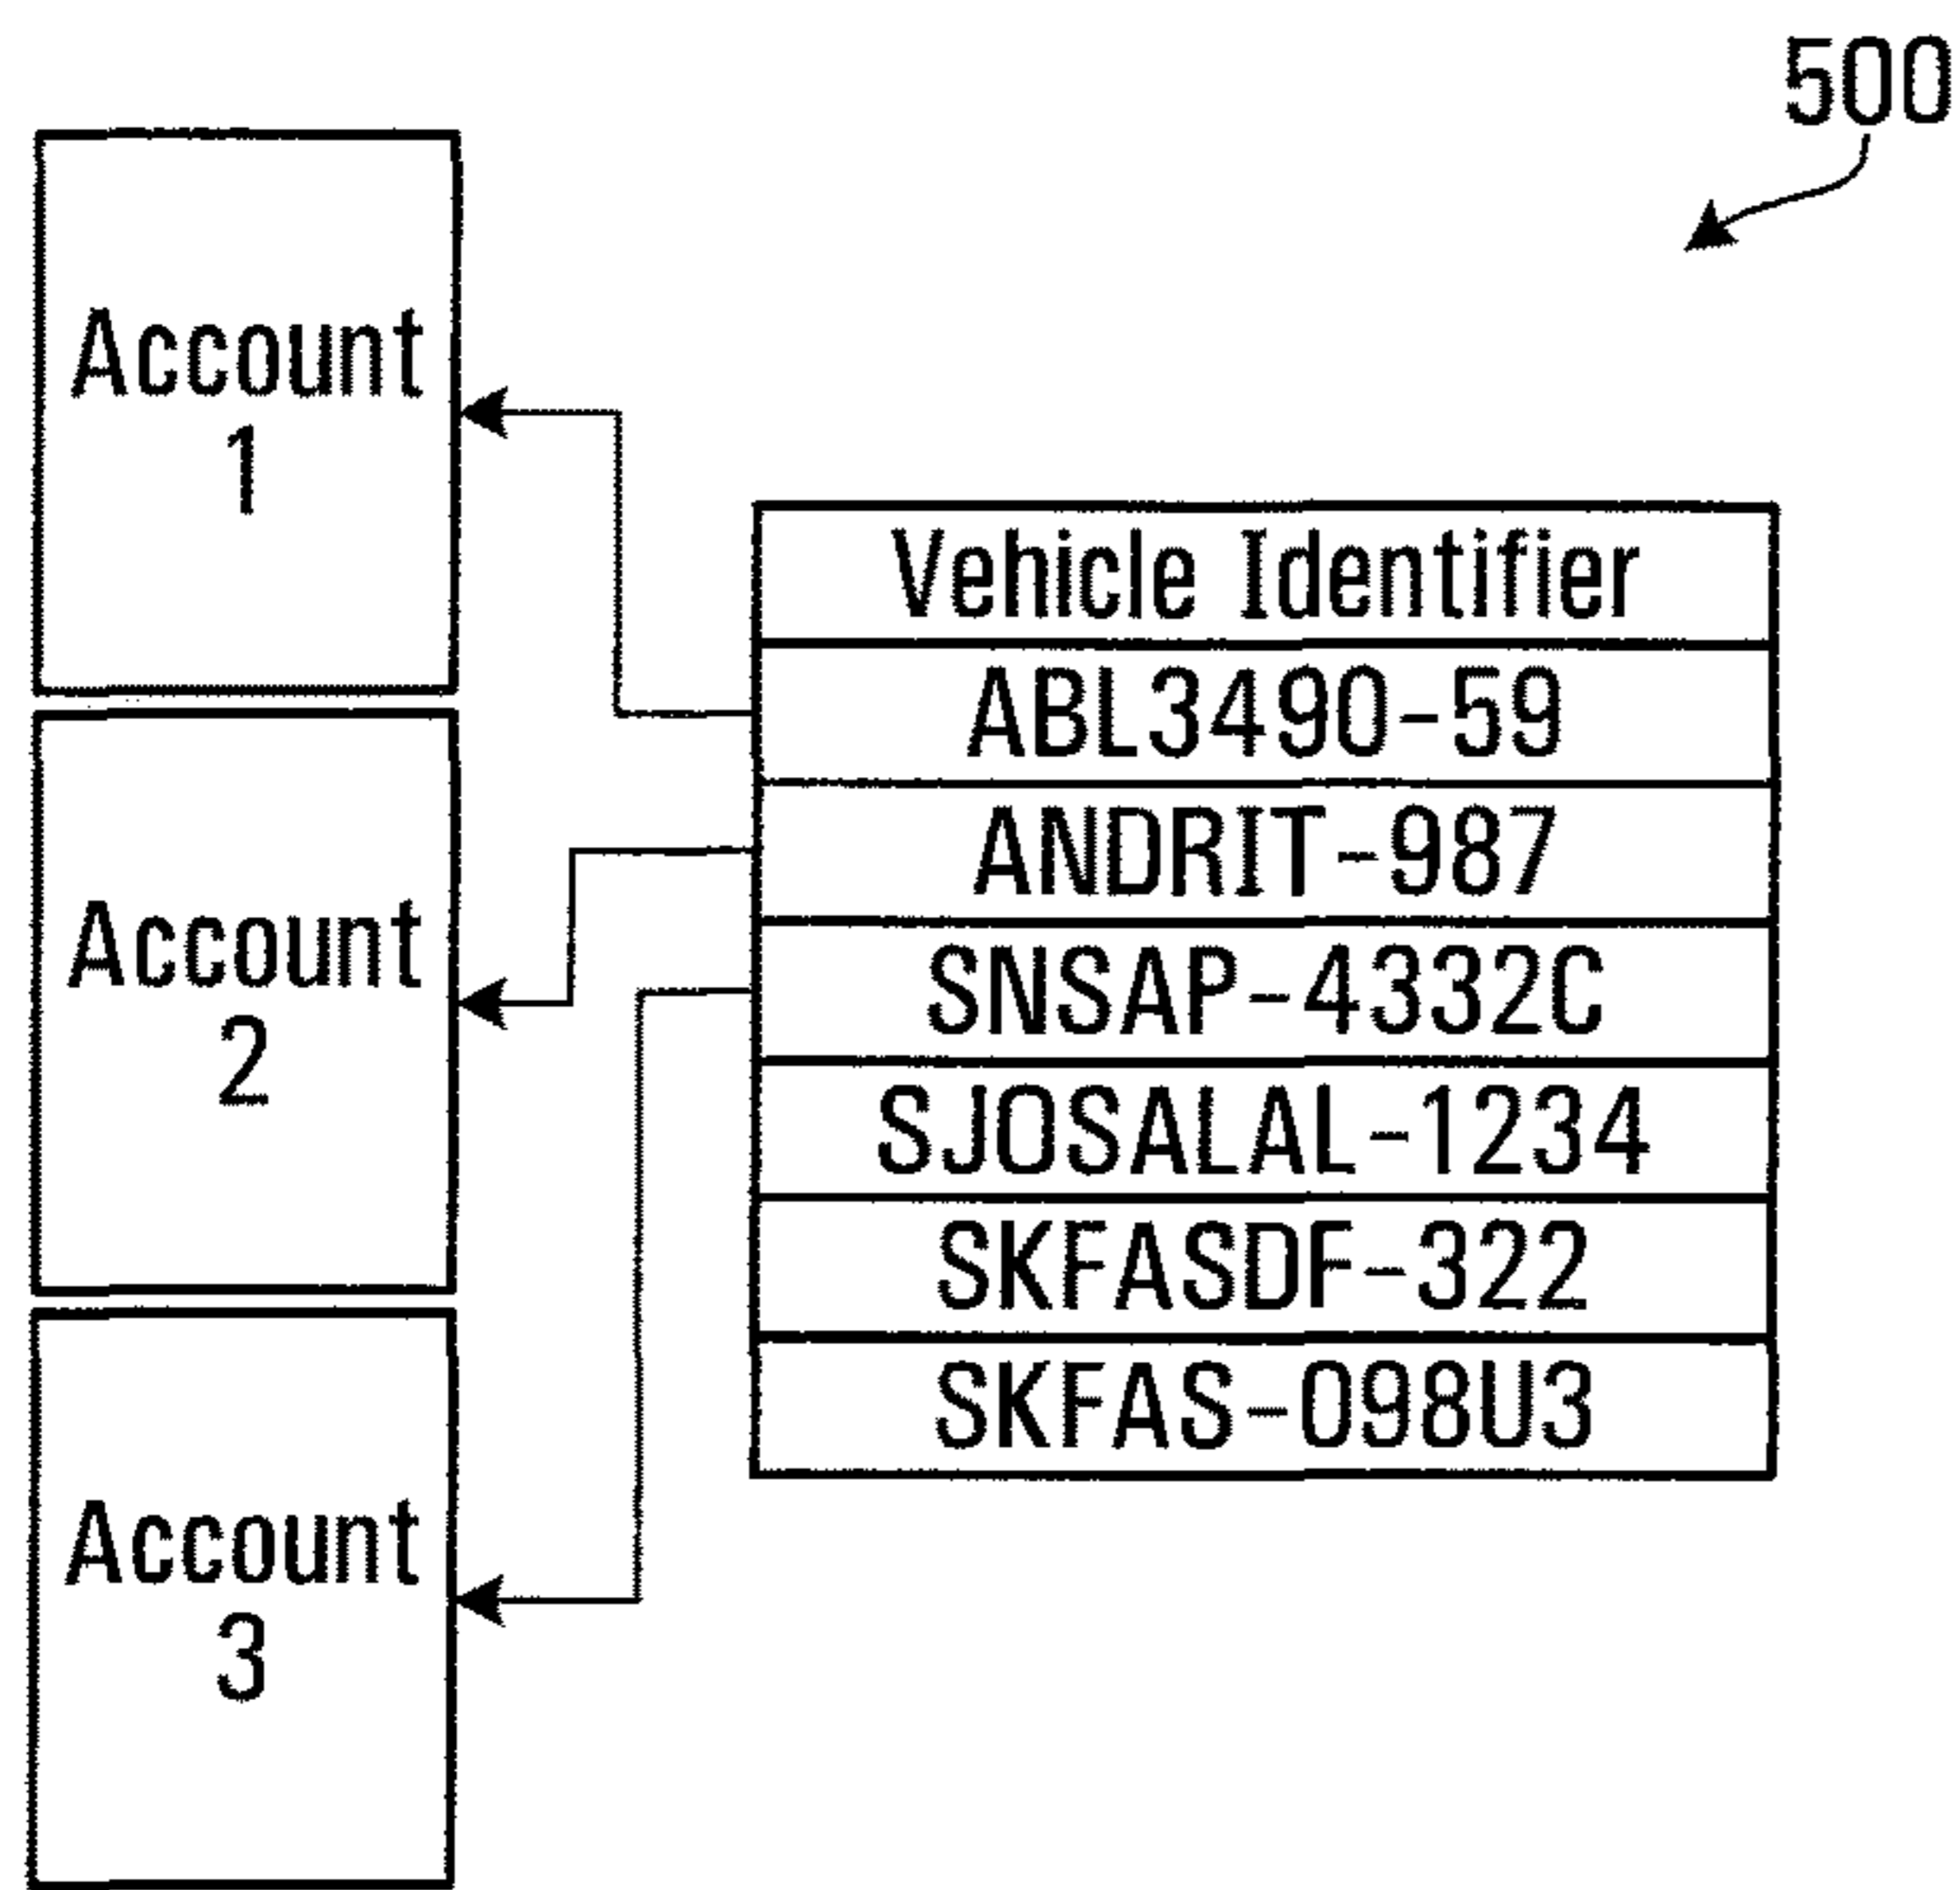 500
Account
1
Account
2
Account
3
Vehicle Identifier
ABL3490-59
ANDRIT-987
SNSAP-4332C
SJOSALAL-1234
SKFASDF-322
SKFAS-098U3